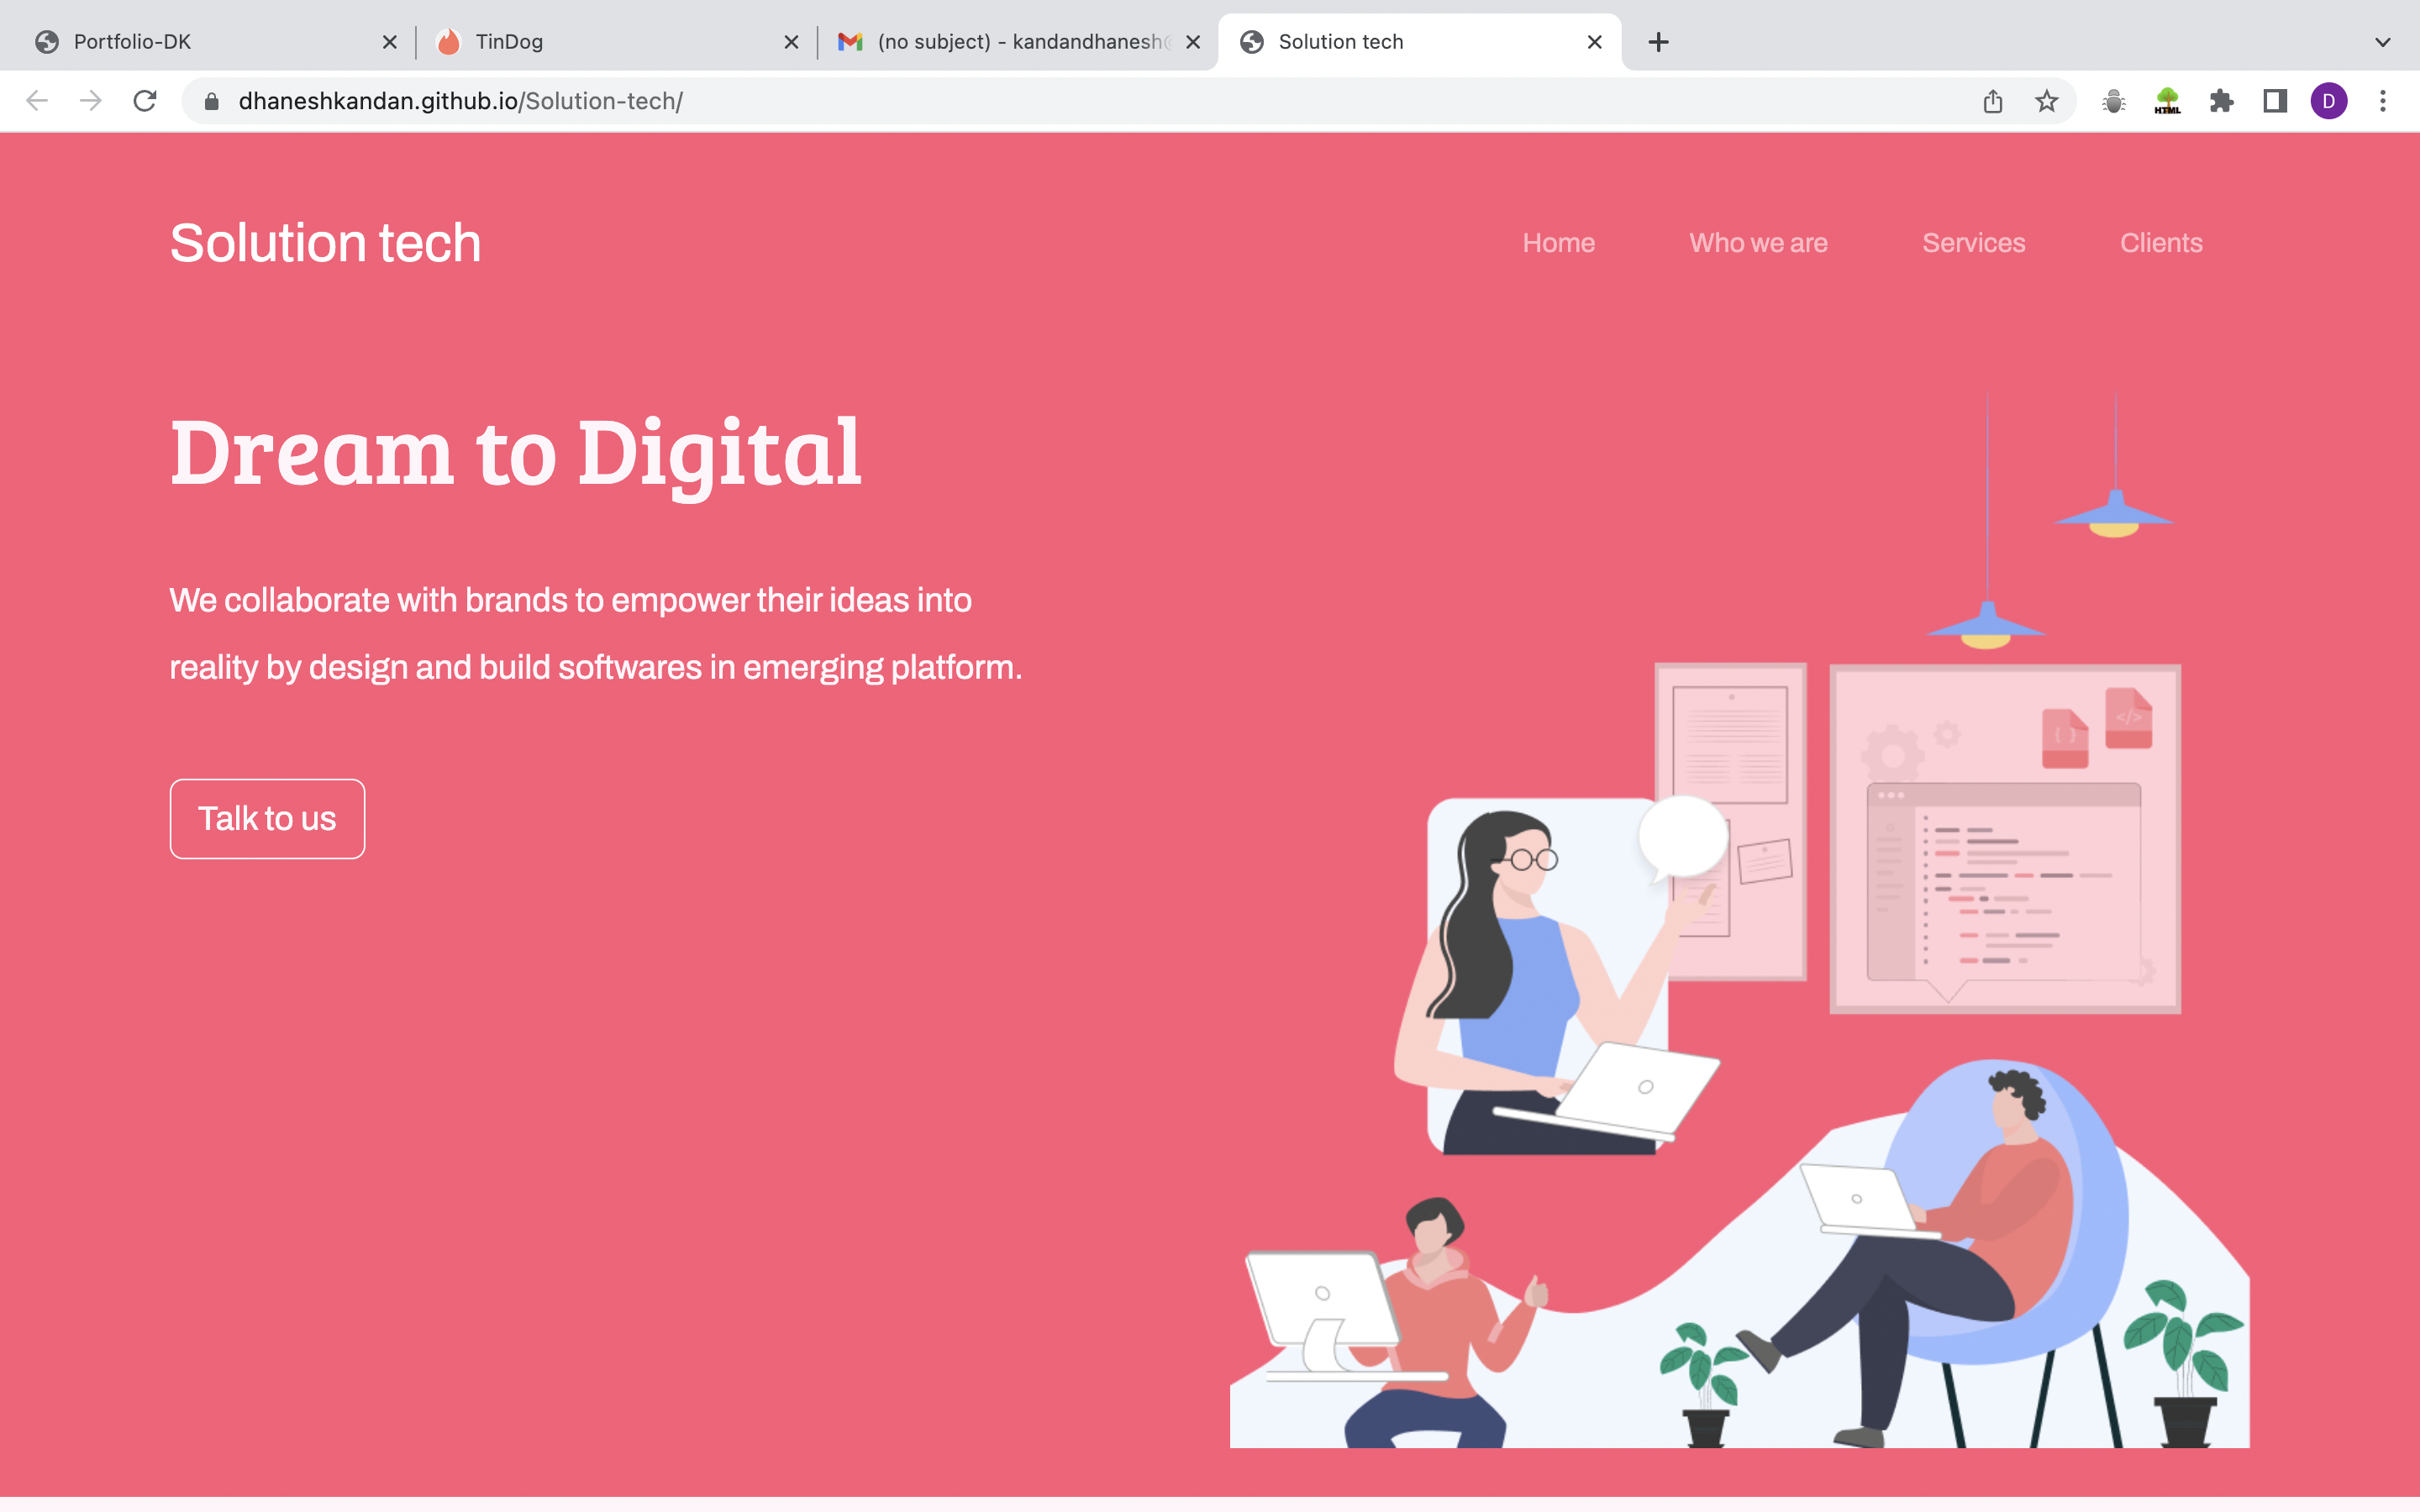 Portfolio-DK
TinDog
(no subject) - kandandhanesh
Solution tech
dhaneshkandan.github.io/Solution-tech/
HTML
D
Solution tech
Home
Who we are
Services
Clients
Dream to Digital
We collaborate with brands to empower their ideas into
reality by design and build softwares in emerging platform.
Talk to us
{ }
</>